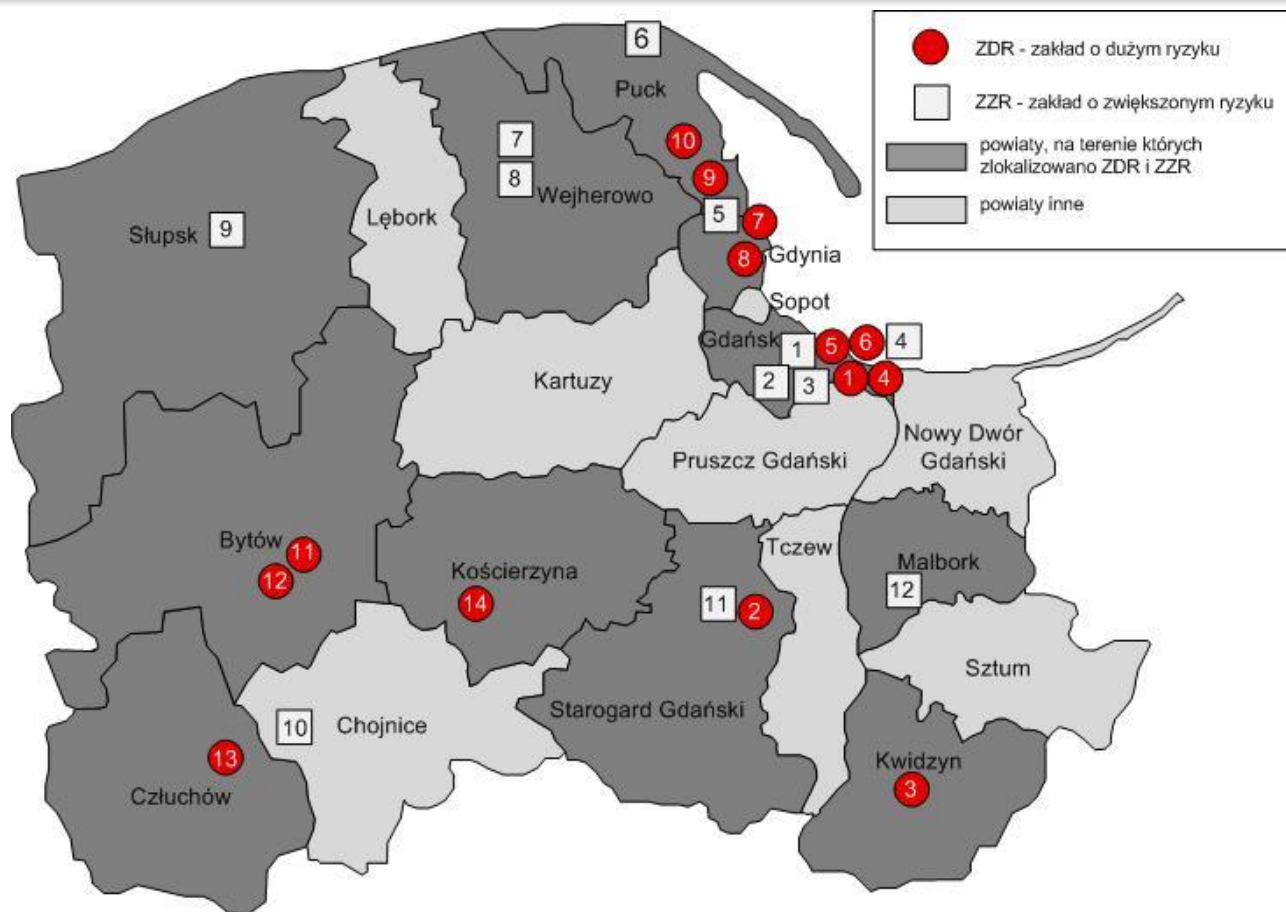 ZDR - zakład o dużym ryzyku
ZZR - zakład o zwiększonym ryzyku
powiaty, na terenie których
zlokalizowano ZDR i ZZR
powiaty inne
6
Puck
10
7
9
8
Wejherowo
5
7
Lębork
Słupsk
9
8
Gdynia
Sopot
Gdańsk
1
5
6
4
2
3
1
4
Kartuzy
Nowy Dwór
Gdański
Pruszcz Gdański
Bytów
11
12
Kościerzyna
14
Tczew
Malbork
12
11
2
Sztum
Starogard Gdański
10
Chojnice
13
Człuchów
Kwidzyn
3